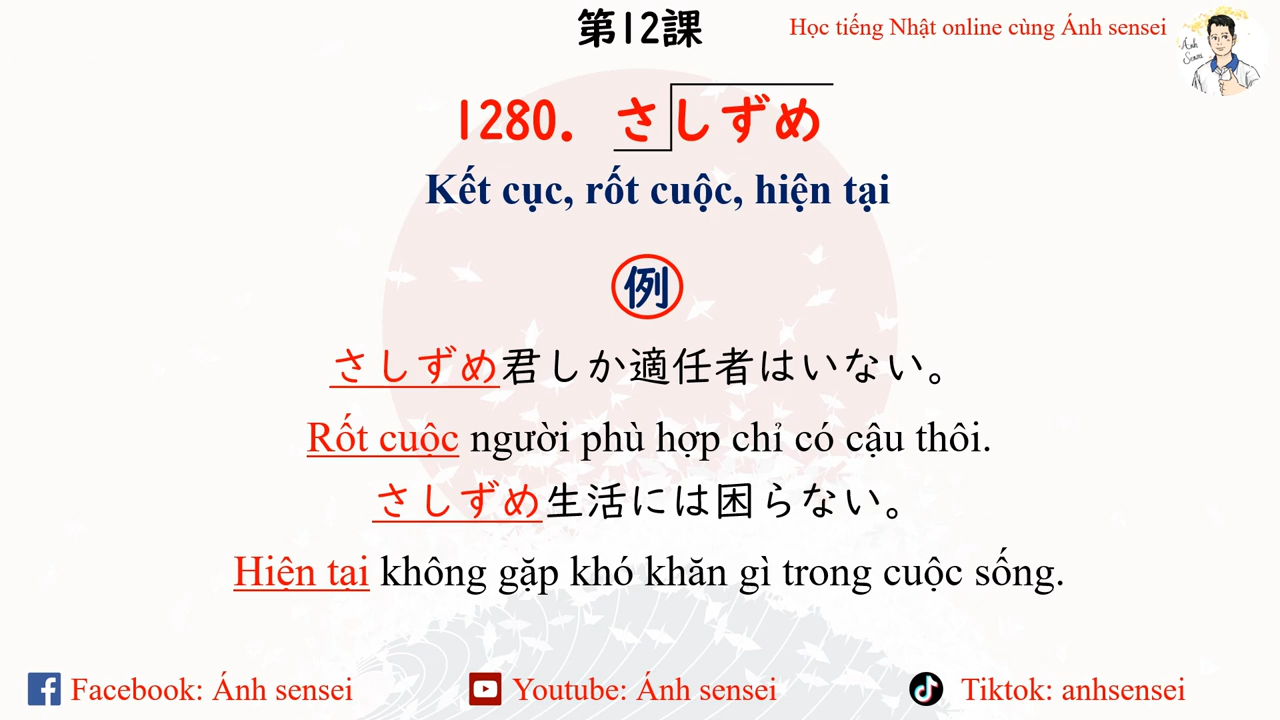 第12課
Học tiếng Nhật online cùng Ánh sensei
Ánh Sensei
1280. さしずめ
Kết cục, rốt cuộc, hiện tại
例
さしずめ君しか適任者はいない。
Rốt cuộc người phù hợp chỉ có cậu thôi.
さしずめ生活には困らない。
Hiện tại không gặp khó khăn gì trong cuộc sống.
Facebook: Ánh sensei
Youtube: Ánh sensei
Tiktok: anhsensei